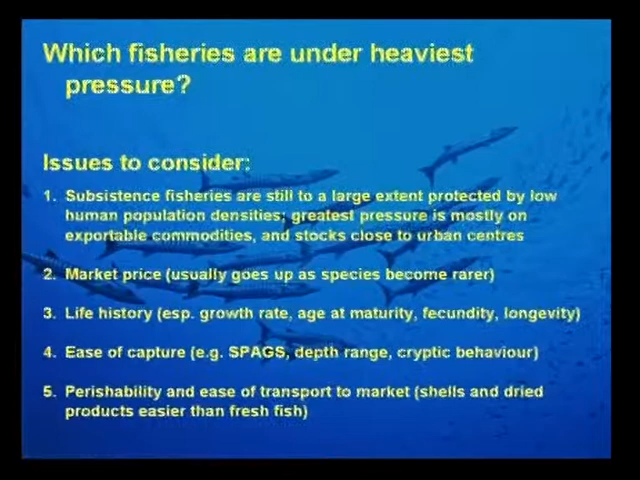 Which fisheries are under heaviest
pressure?
Issues to consider:
1. Subsistence fisheries are still to a large extent protected by low
human population densities; greatest pressure is mostly on
exportable commodities, and stocks close to urban centres
2. Market price (usually goes up as species become rarer)
3. Life history (esp. growth rate, age at maturity, fecundity, longevity)
4. Ease of capture (e.g. SPAGS, depth range, cryptic behaviour)
5. Perishability and ease of transport to market (shells and dried
products easier than fresh fish)